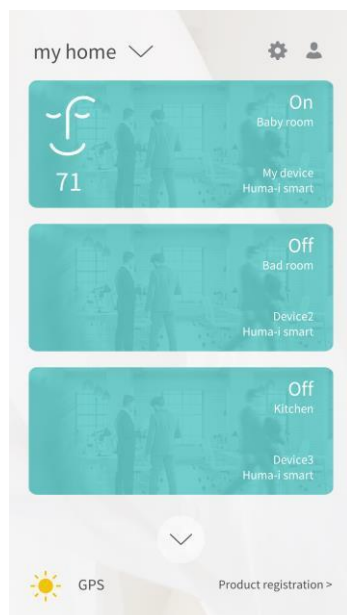 my home
On
Baby room
71
My device
Huma-i smart
Off
Bad room
Device2
Huma-i smart
Off
Kitchen
Device3
Huma-i smart
GPS
Product registration >